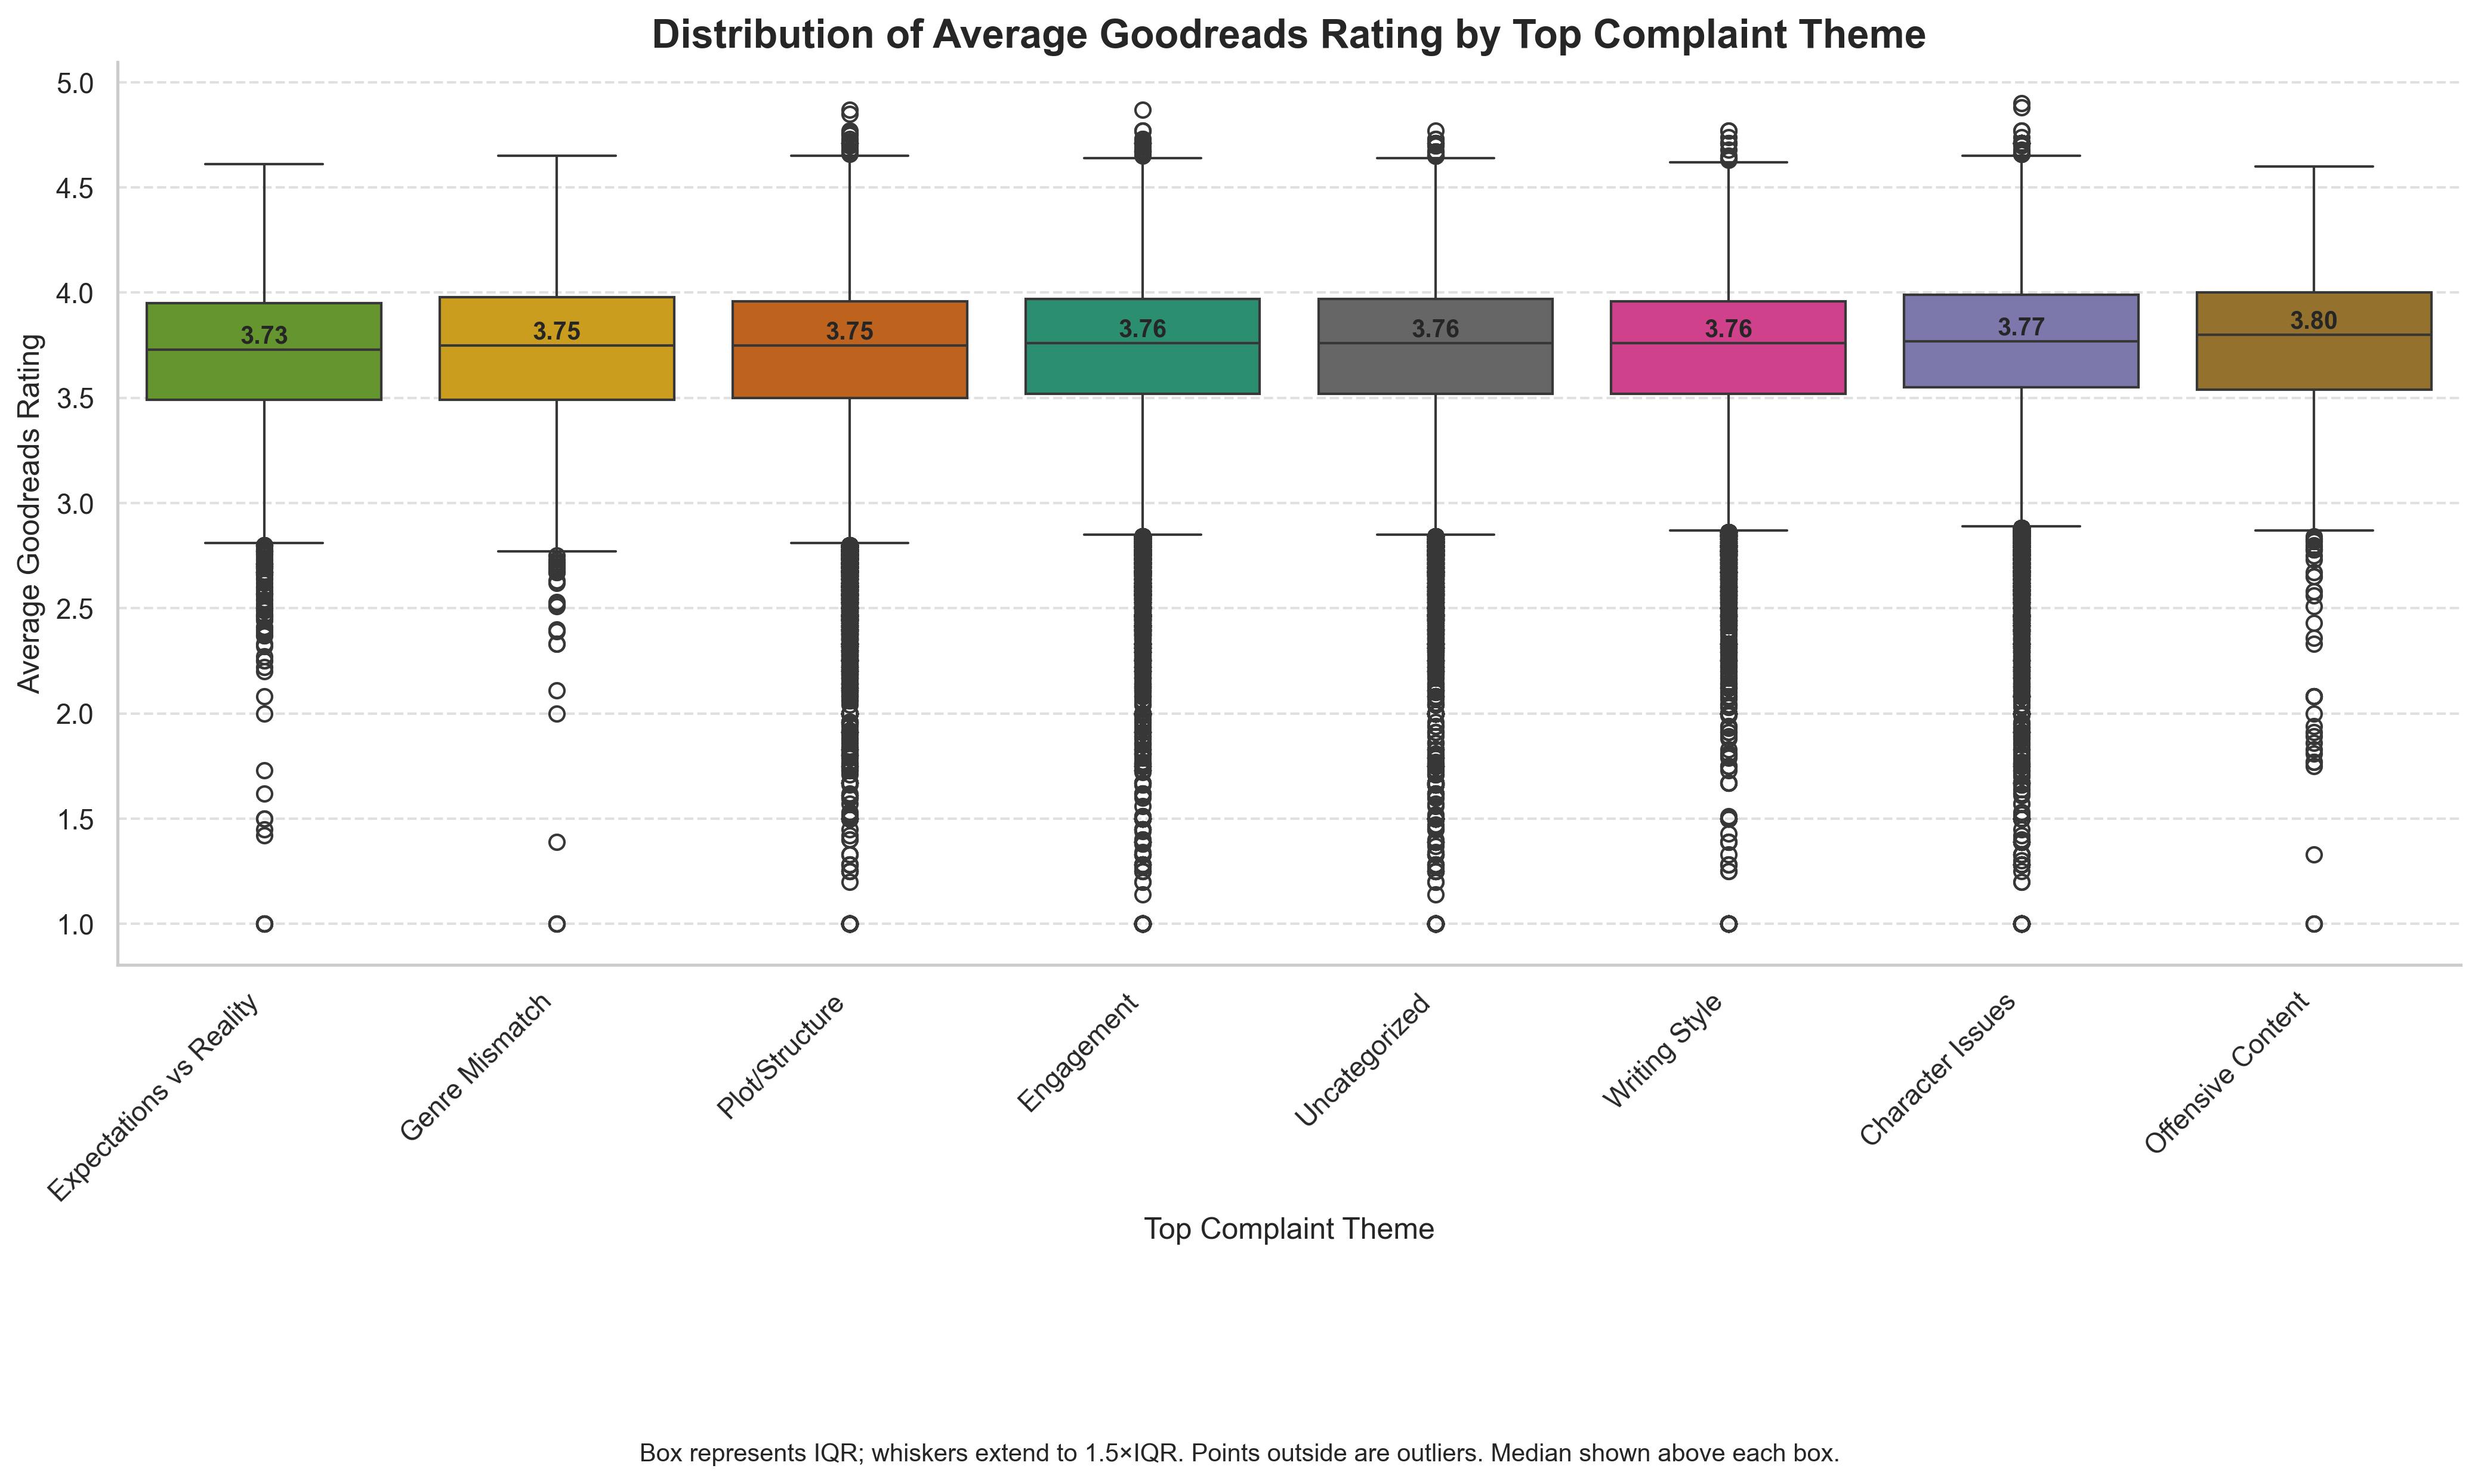 Distribution of Average Goodreads Rating by Top Complaint Theme
Average Goodreads Rating
5.0
4.5
4.0
3.5
3.0
2.5
2.0
1.5
1.0
3.73
3.75
3.75
3.76
3.76
3.76
3.77
3.80
Expectations vs Reality
Genre Mismatch
Plot/Structure
Engagement
Uncategorized
Writing Style
Character Issues
Offensive Content
Top Complaint Theme
Box represents IQR; whiskers extend to 1.5×IQR. Points outside are outliers. Median shown above each box.